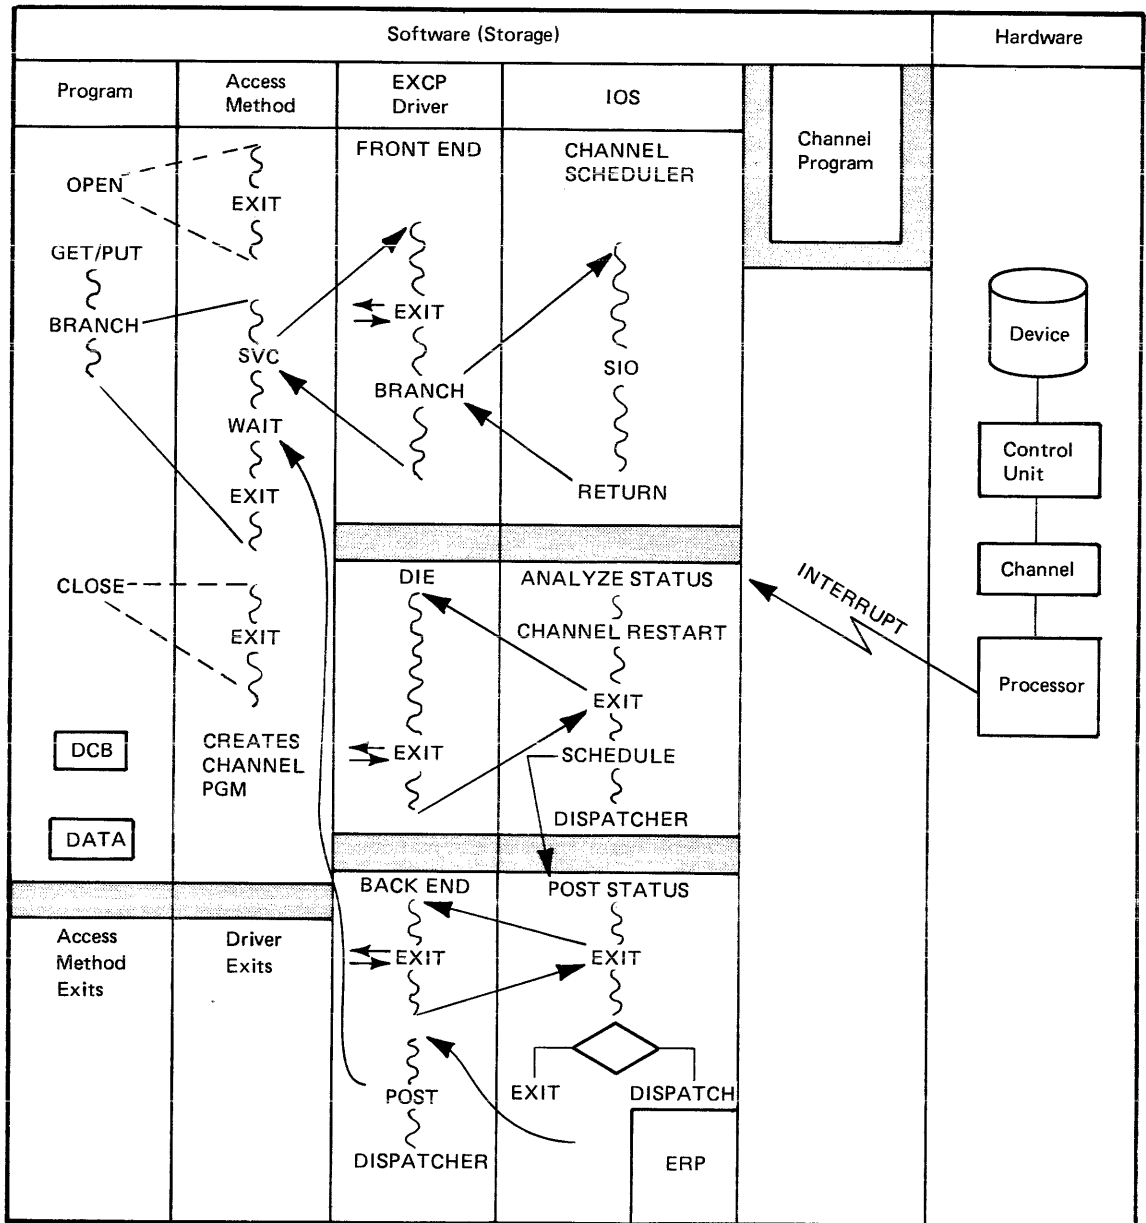 Software (Storage)
Hardware
Program
Access
Method
EXCP
Driver
IOS
Channel
Program
OPEN
EXIT
GET/PUT
BRANCH
SVC
WAIT
EXIT
CLOSE
EXIT
DCB
CREATES
CHANNEL
PGM
DATA
FRONT END
EXIT
BRANCH
CHANNEL
SCHEDULER
SIO
RETURN
DIE
EXIT
ANALYZE STATUS
CHANNEL RESTART
EXIT
SCHEDULE
DISPATCHER
BACK END
EXIT
POST
DISPATCHER
POST STATUS
EXIT
EXIT
DISPATCH
ERP
Access
Method
Exits
Driver
Exits
INTERRUPT
Device
Control
Unit
Channel
Processor